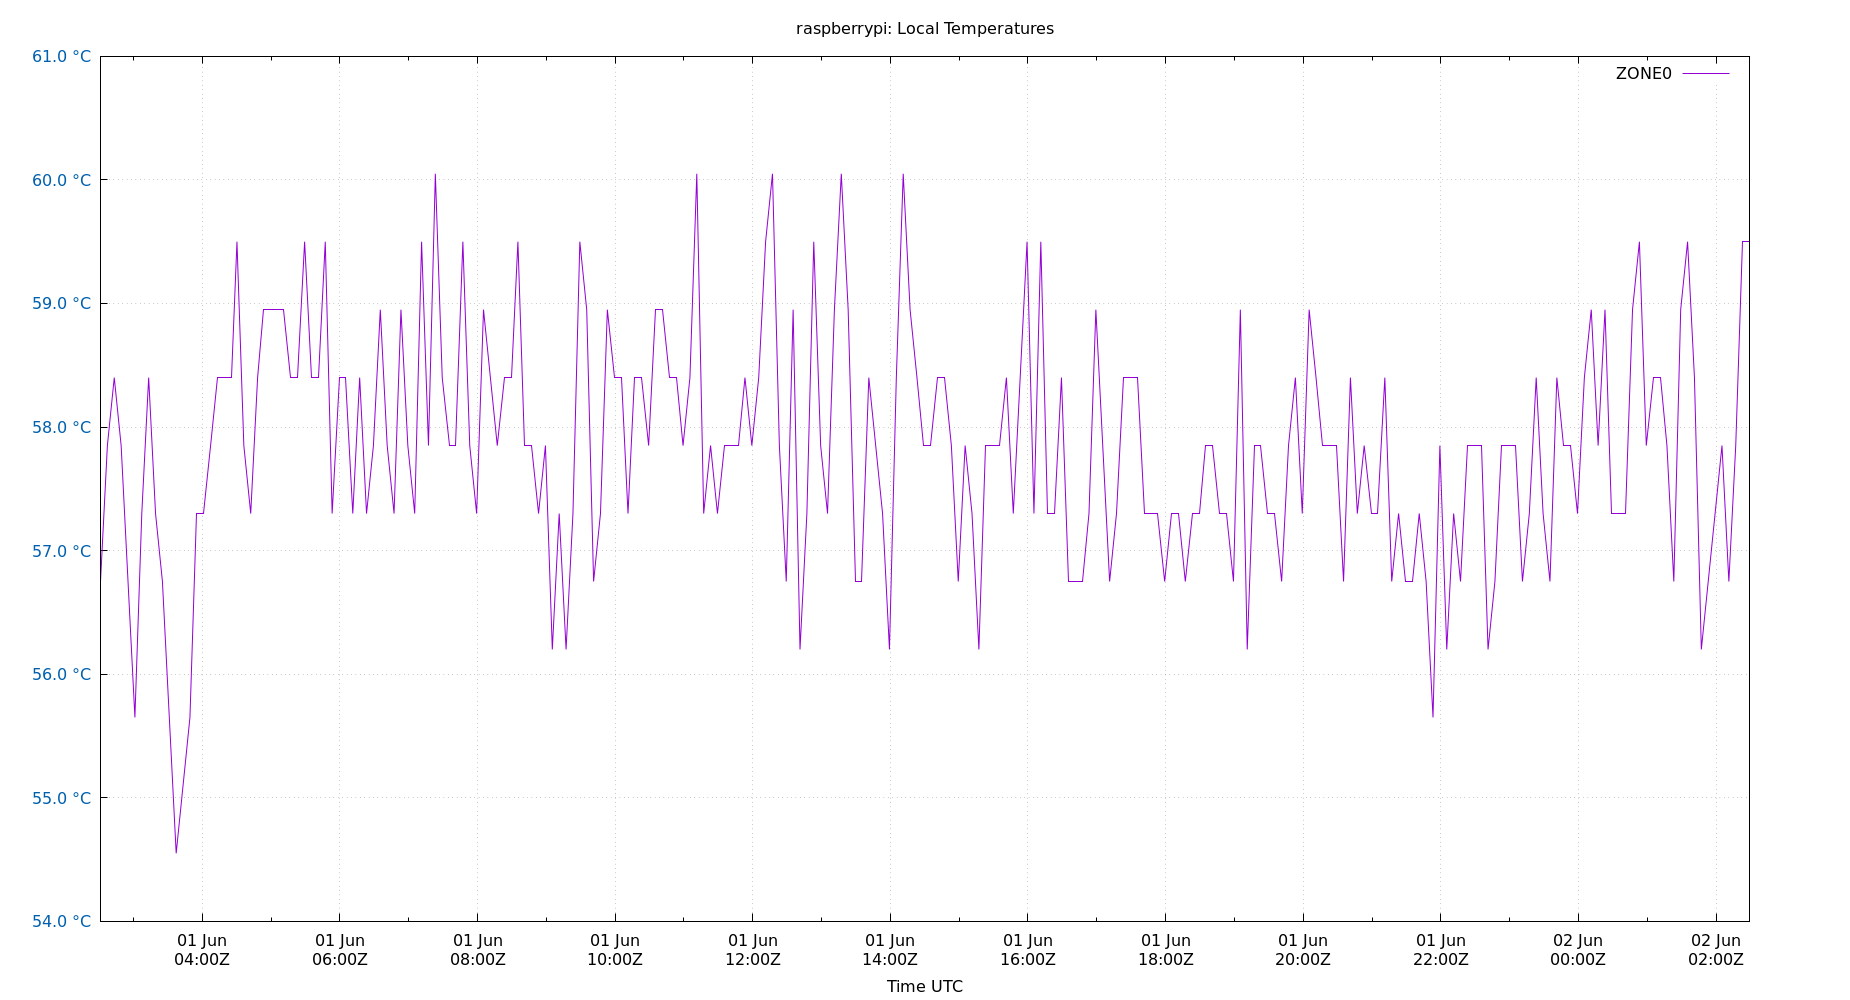 raspberrypi: Local Temperatures
61.0 °C
60.0 °C
59.0 °C
58.0 °C
57.0 °C
56.0 °C
55.0 °C
54.0 °C
ZONE0
01 Jun 01 Jun 01 Jun 01 Jun 01 Jun 01 Jun 01 Jun 01 Jun 01 Jun 01 Jun 02 Jun 02 Jun
04:00Z 06:00Z 08:00Z 10:00Z 12:00Z 14:00Z 16:00Z 18:00Z 20:00Z 22:00Z 00:00Z 02:00Z
Time UTC